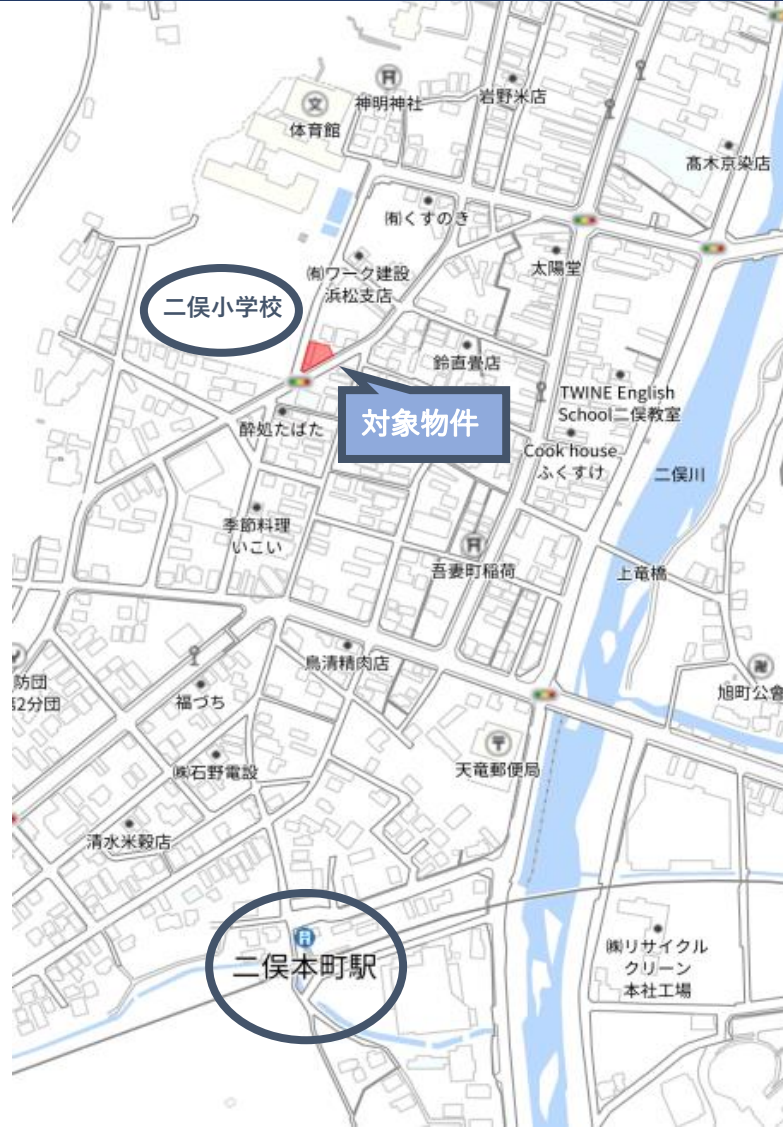 神明神社
岩野米店
体育館
髙木京染店
㈲くすのき
太陽堂
㈲ワーク建設
浜松支店
二俣小学校
鈴直畳店
TWINE English
School二俣教室
対象物件
酔処たばた
Cook house
ふくすけ
二俣川
季節料理
いこい
吾妻町稲荷
上竜橋
鳥清精肉店
防団
第2分団
福づち
旭町公會
㈱石野電設
天竜郵便局
清水米穀店
二俣本町駅
㈱リサイクル
クリーン
本社工場